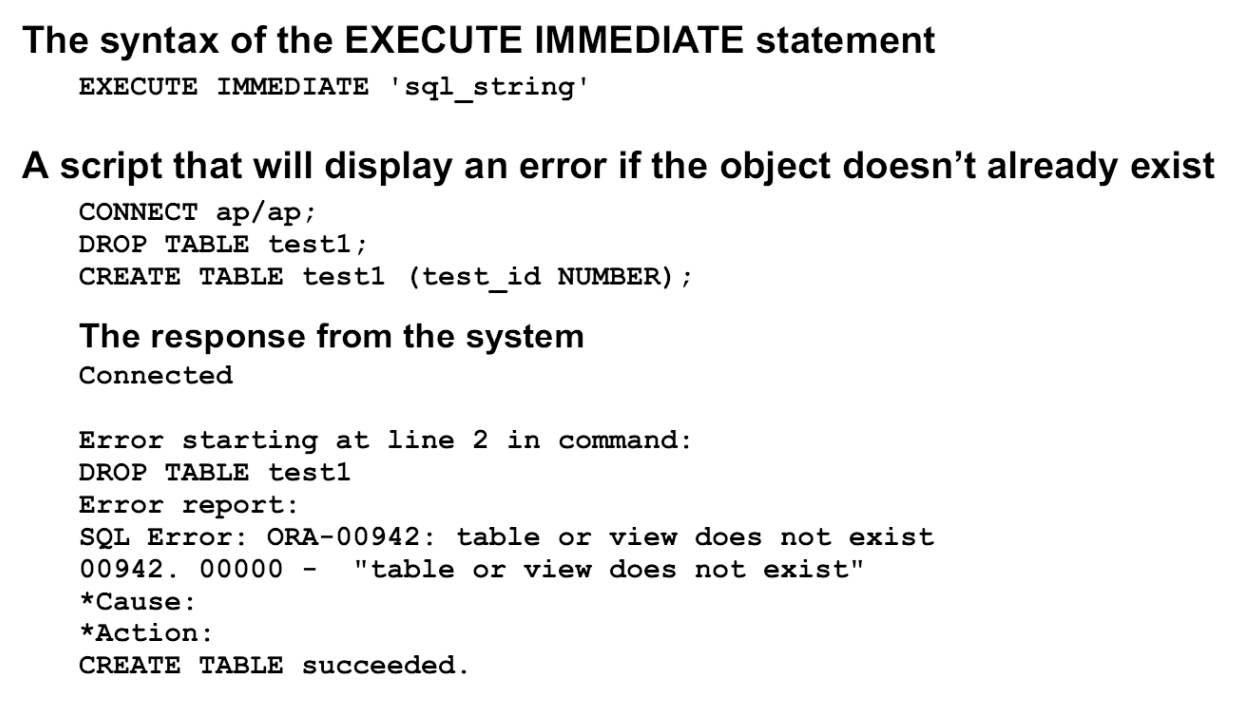 The syntax of the EXECUTE IMMEDIATE statement
EXECUTE IMMEDIATE 'sql_string'
A script that will display an error if the object doesn’t already exist
CONNECT ap/ap;
DROP TABLE test1;
CREATE TABLE test1 (test_id NUMBER);
The response from the system
Connected
Error starting at line 2 in command:
DROP TABLE test1
Error report:
SQL Error: ORA-00942: table or view does not exist
00942. 00000 -  "table or view does not exist"
*Cause:
*Action:
CREATE TABLE succeeded.